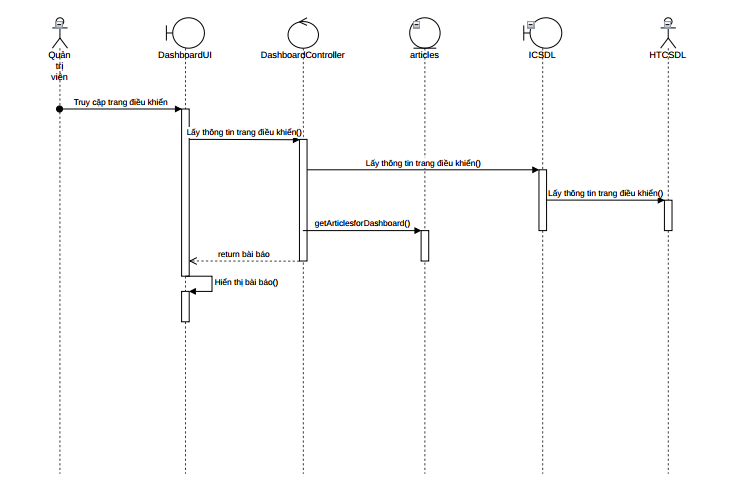 Quản
trị
viên
DashboardUI
DashboardController
articles
ICSDL
HTCSDL
Truy cập trang điều khiển
Lấy thông tin trang điều khiển()
Lấy thông tin trang điều khiển()
Lấy thông tin trang điều khiển()
getArticlesforDashboard()
return bài báo
Hiển thị bài báo()